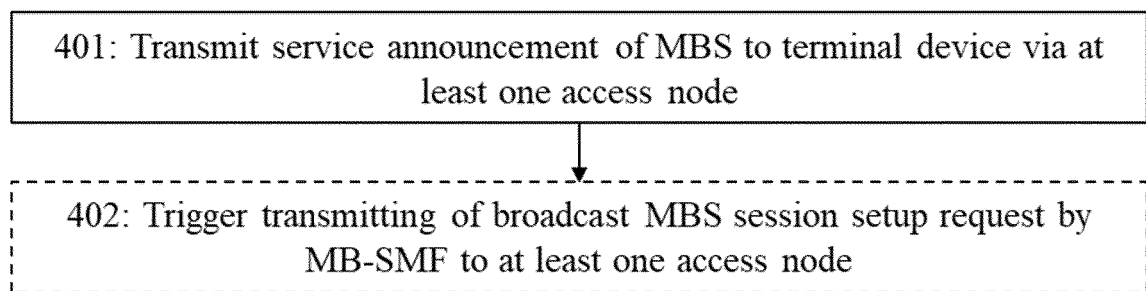 401: Transmit service announcement of MBS to terminal device via at
least one access node
402: Trigger transmitting of broadcast MBS session setup request by
MB-SMF to at least one access node